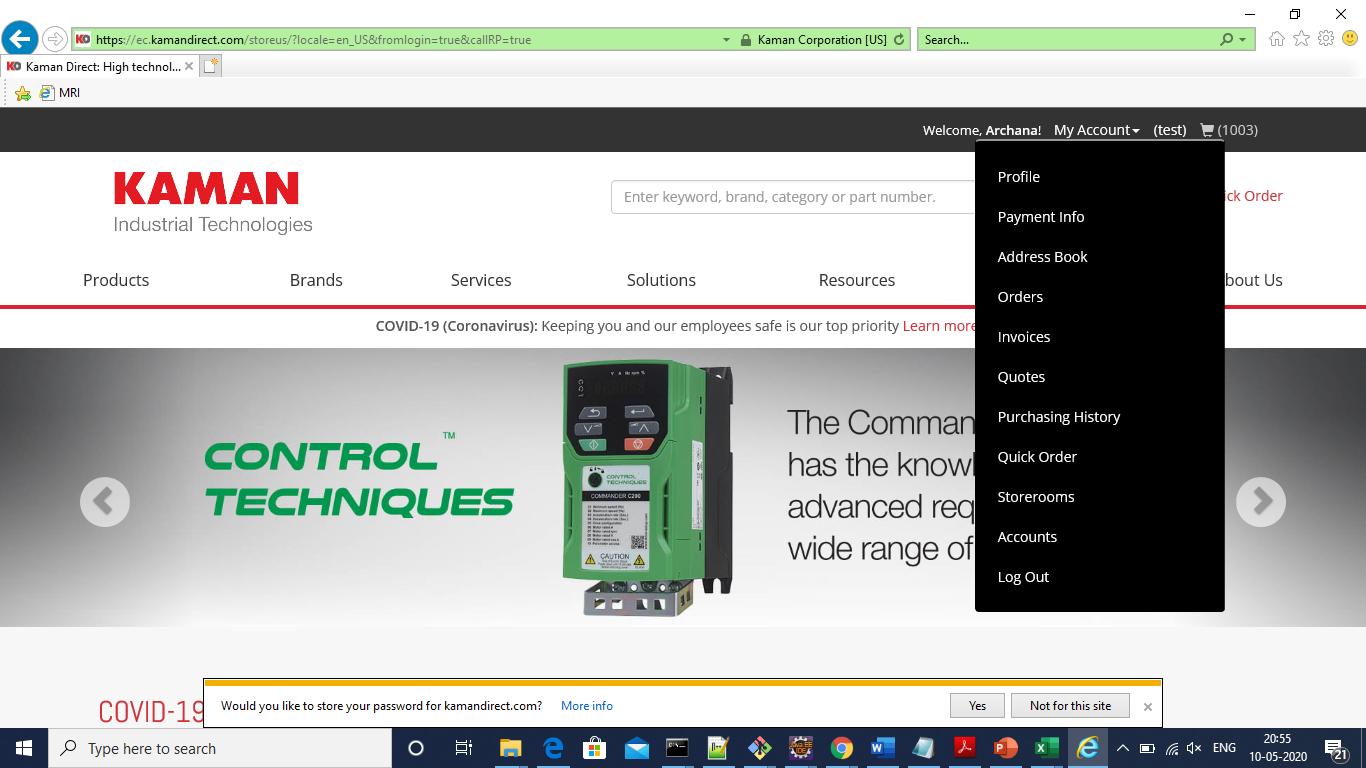 https://ec.kamandirect.com/storeus/?locale=en_US&fromlogin=true&callRP=true
Kaman Corporation [US]
Search...
Kaman Direct: High technol...
MRI
Welcome, Archana!
My Account
(test)
(1003)
KAMAN
Industrial Technologies
Enter keyword, brand, category or part number.
ick Order
Products
Brands
Services
Solutions
Resources
bout Us
Profile
Payment Info
Address Book
Orders
Invoices
Quotes
Purchasing History
Quick Order
Storerooms
Accounts
Log Out
COVID-19 (Coronavirus): Keeping you and our employees safe is our top priority Learn more
CONTROL™
TECHNIQUES
CONTROL
TECHNIQUES
COMMANDER C200
CAUTION
The Comman
has the knowl
advanced req
wide range of
COVID-19
Would you like to store your password for kamandirect.com?
More info
Yes
Not for this site
Type here to search
ENG
20:55
10-05-2020
21